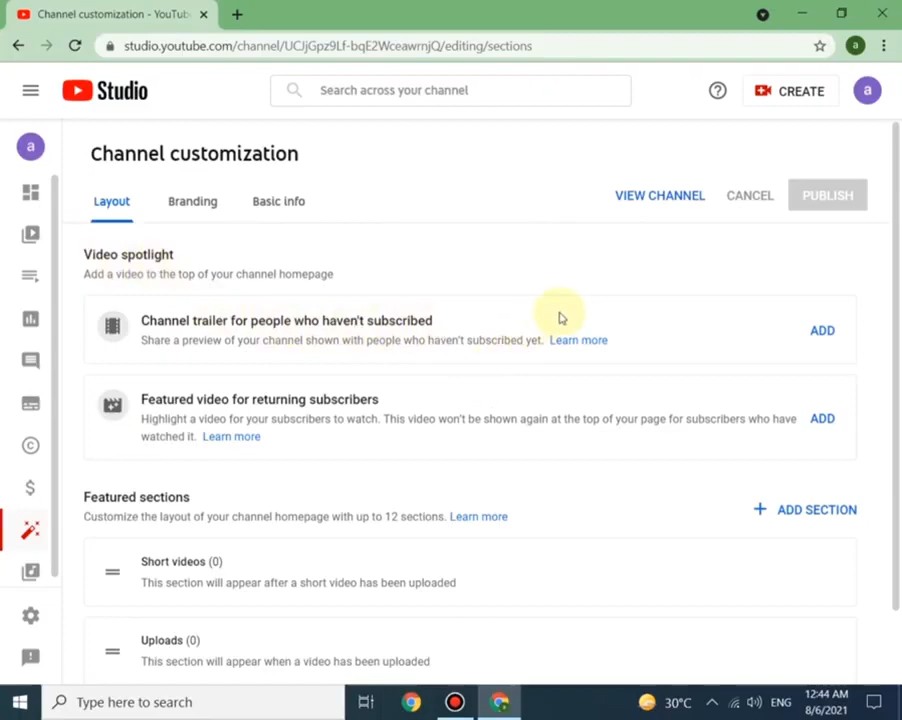 Channel customization - YouTub
studio.youtube.com/channel/UCIjGpz9Lf-bqE2WceawrnjQ/editing/sections
a
Studio
Search across your channel
CREATE
a
a
Channel customization
Layout
Branding
Basic info
VIEW CHANNEL
CANCEL
PUBLISH
Video spotlight
Add a video to the top of your channel homepage
Channel trailer for people who haven't subscribed
Share a preview of your channel shown with people who haven't subscribed yet. Learn more
ADD
Featured video for returning subscribers
Highlight a video for your subscribers to watch. This video won't be shown again at the top of your page for subscribers who have
watched it. Learn more
ADD
Featured sections
Customize the layout of your channel homepage with up to 12 sections. Learn more
ADD SECTION
Short videos (0)
This section will appear after a short video has been uploaded
Uploads (0)
This section will appear when a video has been uploaded
Type here to search
30°C
ENG
12:44 AM
8/6/2021